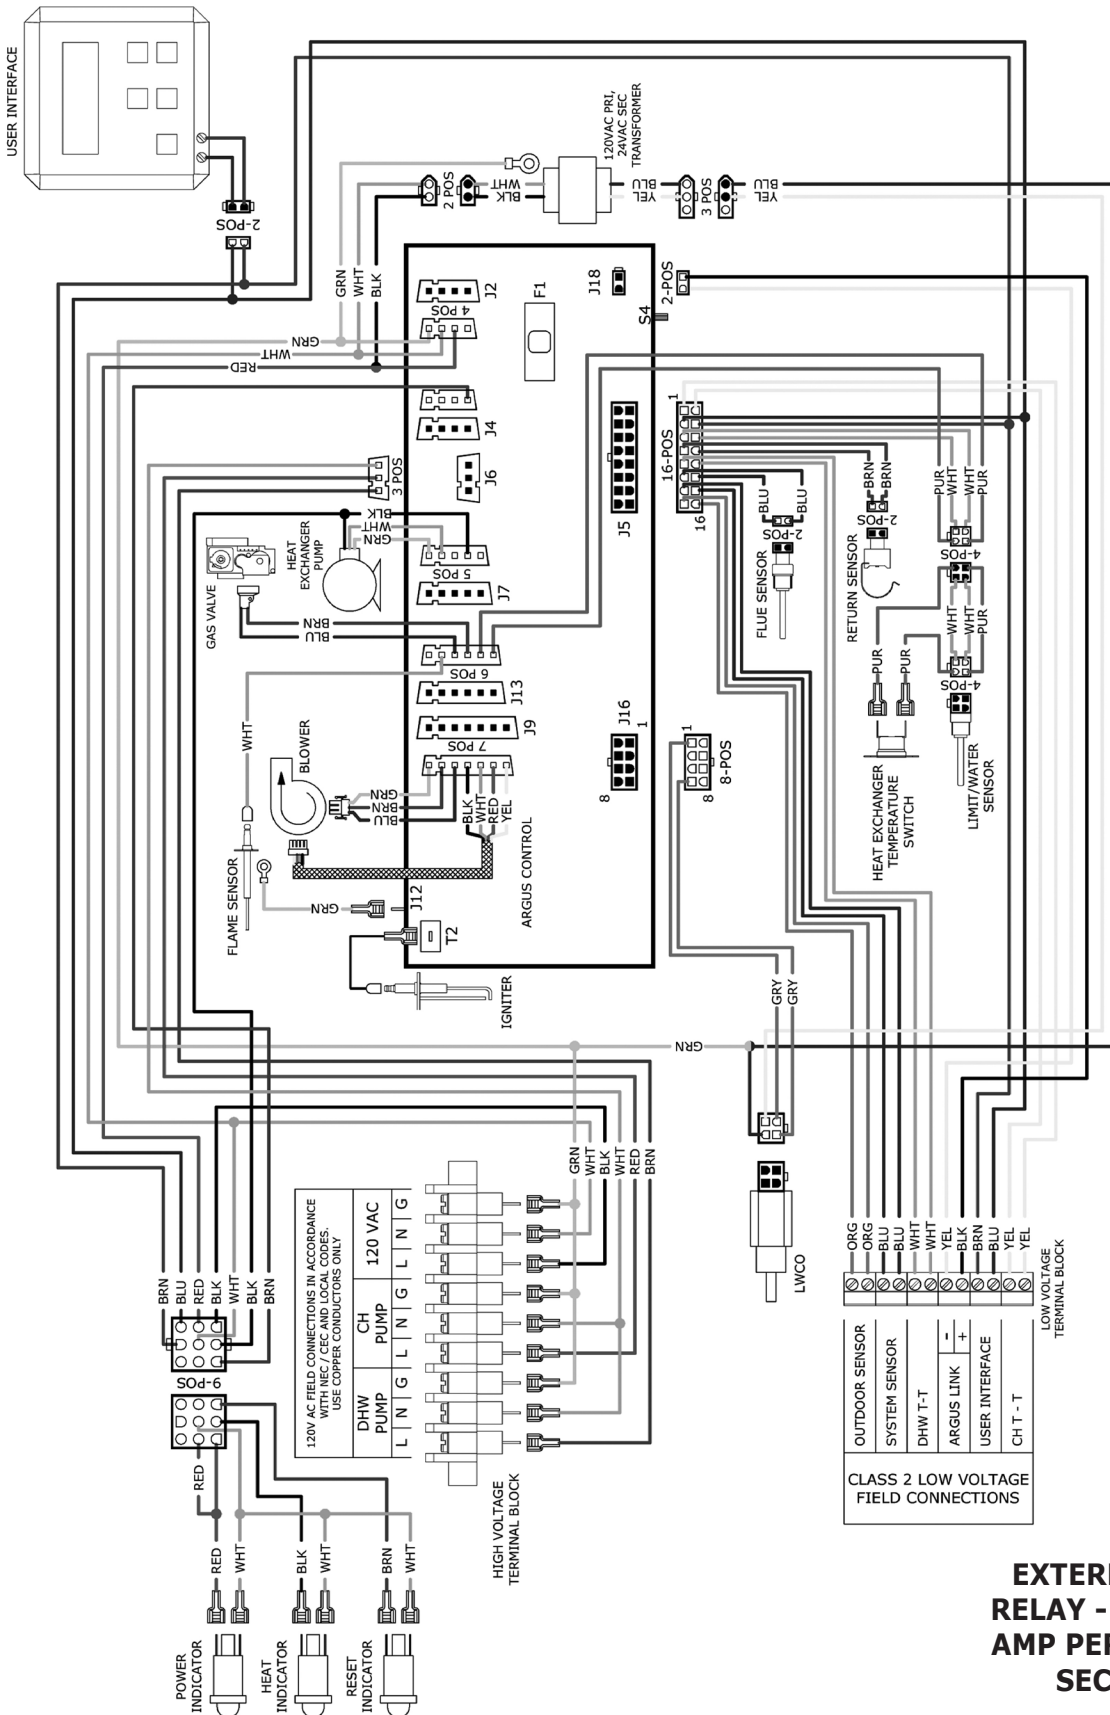 USER INTERFACE
2-POS
120VAC PRI,
24VAC SEC
TRANSFORMER
2 POS
WHT
BLK
BLU
YEL
3 POS
BLU
YEL
GRN
WHT
BLK
J2
4 POS
F1
J18
2-POS
S4
GRN
WHT
RED
J4
3 POS
J6
BLK
WHT
GRN
HEAT
EXCHANGER
PUMP
GAS VALVE
5 POS
J7
BRN
BLU
6 POS
J13
J9
7 POS
J5
16-POS
1
16
J16
1
8
1
8-POS
8
WHT
BLOWER
GRN
BRN
BLU
BLK
WHT
RED
YEL
ARGUS CONTROL
FLAME SENSOR
GRN
J12
T2
IGNITER
BLU
BLU
2-POS
FLUE SENSOR
BRN
BRN
2-POS
RETURN SENSOR
PUR
WHT
WHT
PUR
4-POS
WHT
WHT
PUR
4-POS
PUR
PUR
HEAT EXCHANGER
TEMPERATURE
SWITCH
LIMIT/WATER
SENSOR
GRN
GRY
GRY
LWCO
BRN
BLU
RED
BLK
WHT
BLK
BRN
9-POS
RED
RED
WHT
BLK
WHT
BRN
WHT
POWER
INDICATOR
HEAT
INDICATOR
RESET
INDICATOR
120V AC FIELD CONNECTIONS IN ACCORDANCE
WITH NEC / CEC AND LOCAL CODES.
USE COPPER CONDUCTORS ONLY
DHW
PUMP
CH
PUMP
120 VAC
L
N
G
L
N
G
L
N
G
GRN
WHT
BLK
WHT
RED
BRN
HIGH VOLTAGE
TERMINAL BLOCK
ORG
ORG
BLU
BLU
WHT
WHT
YEL
BLK
BRN
BLU
YEL
YEL
LOW VOLTAGE
TERMINAL BLOCK
OUTDOOR SENSOR
SYSTEM SENSOR
DHW T-T
ARGUS LINK
-
+
USER INTERFACE
CH T - T
CLASS 2 LOW VOLTAGE
FIELD CONNECTIONS
RELAY -